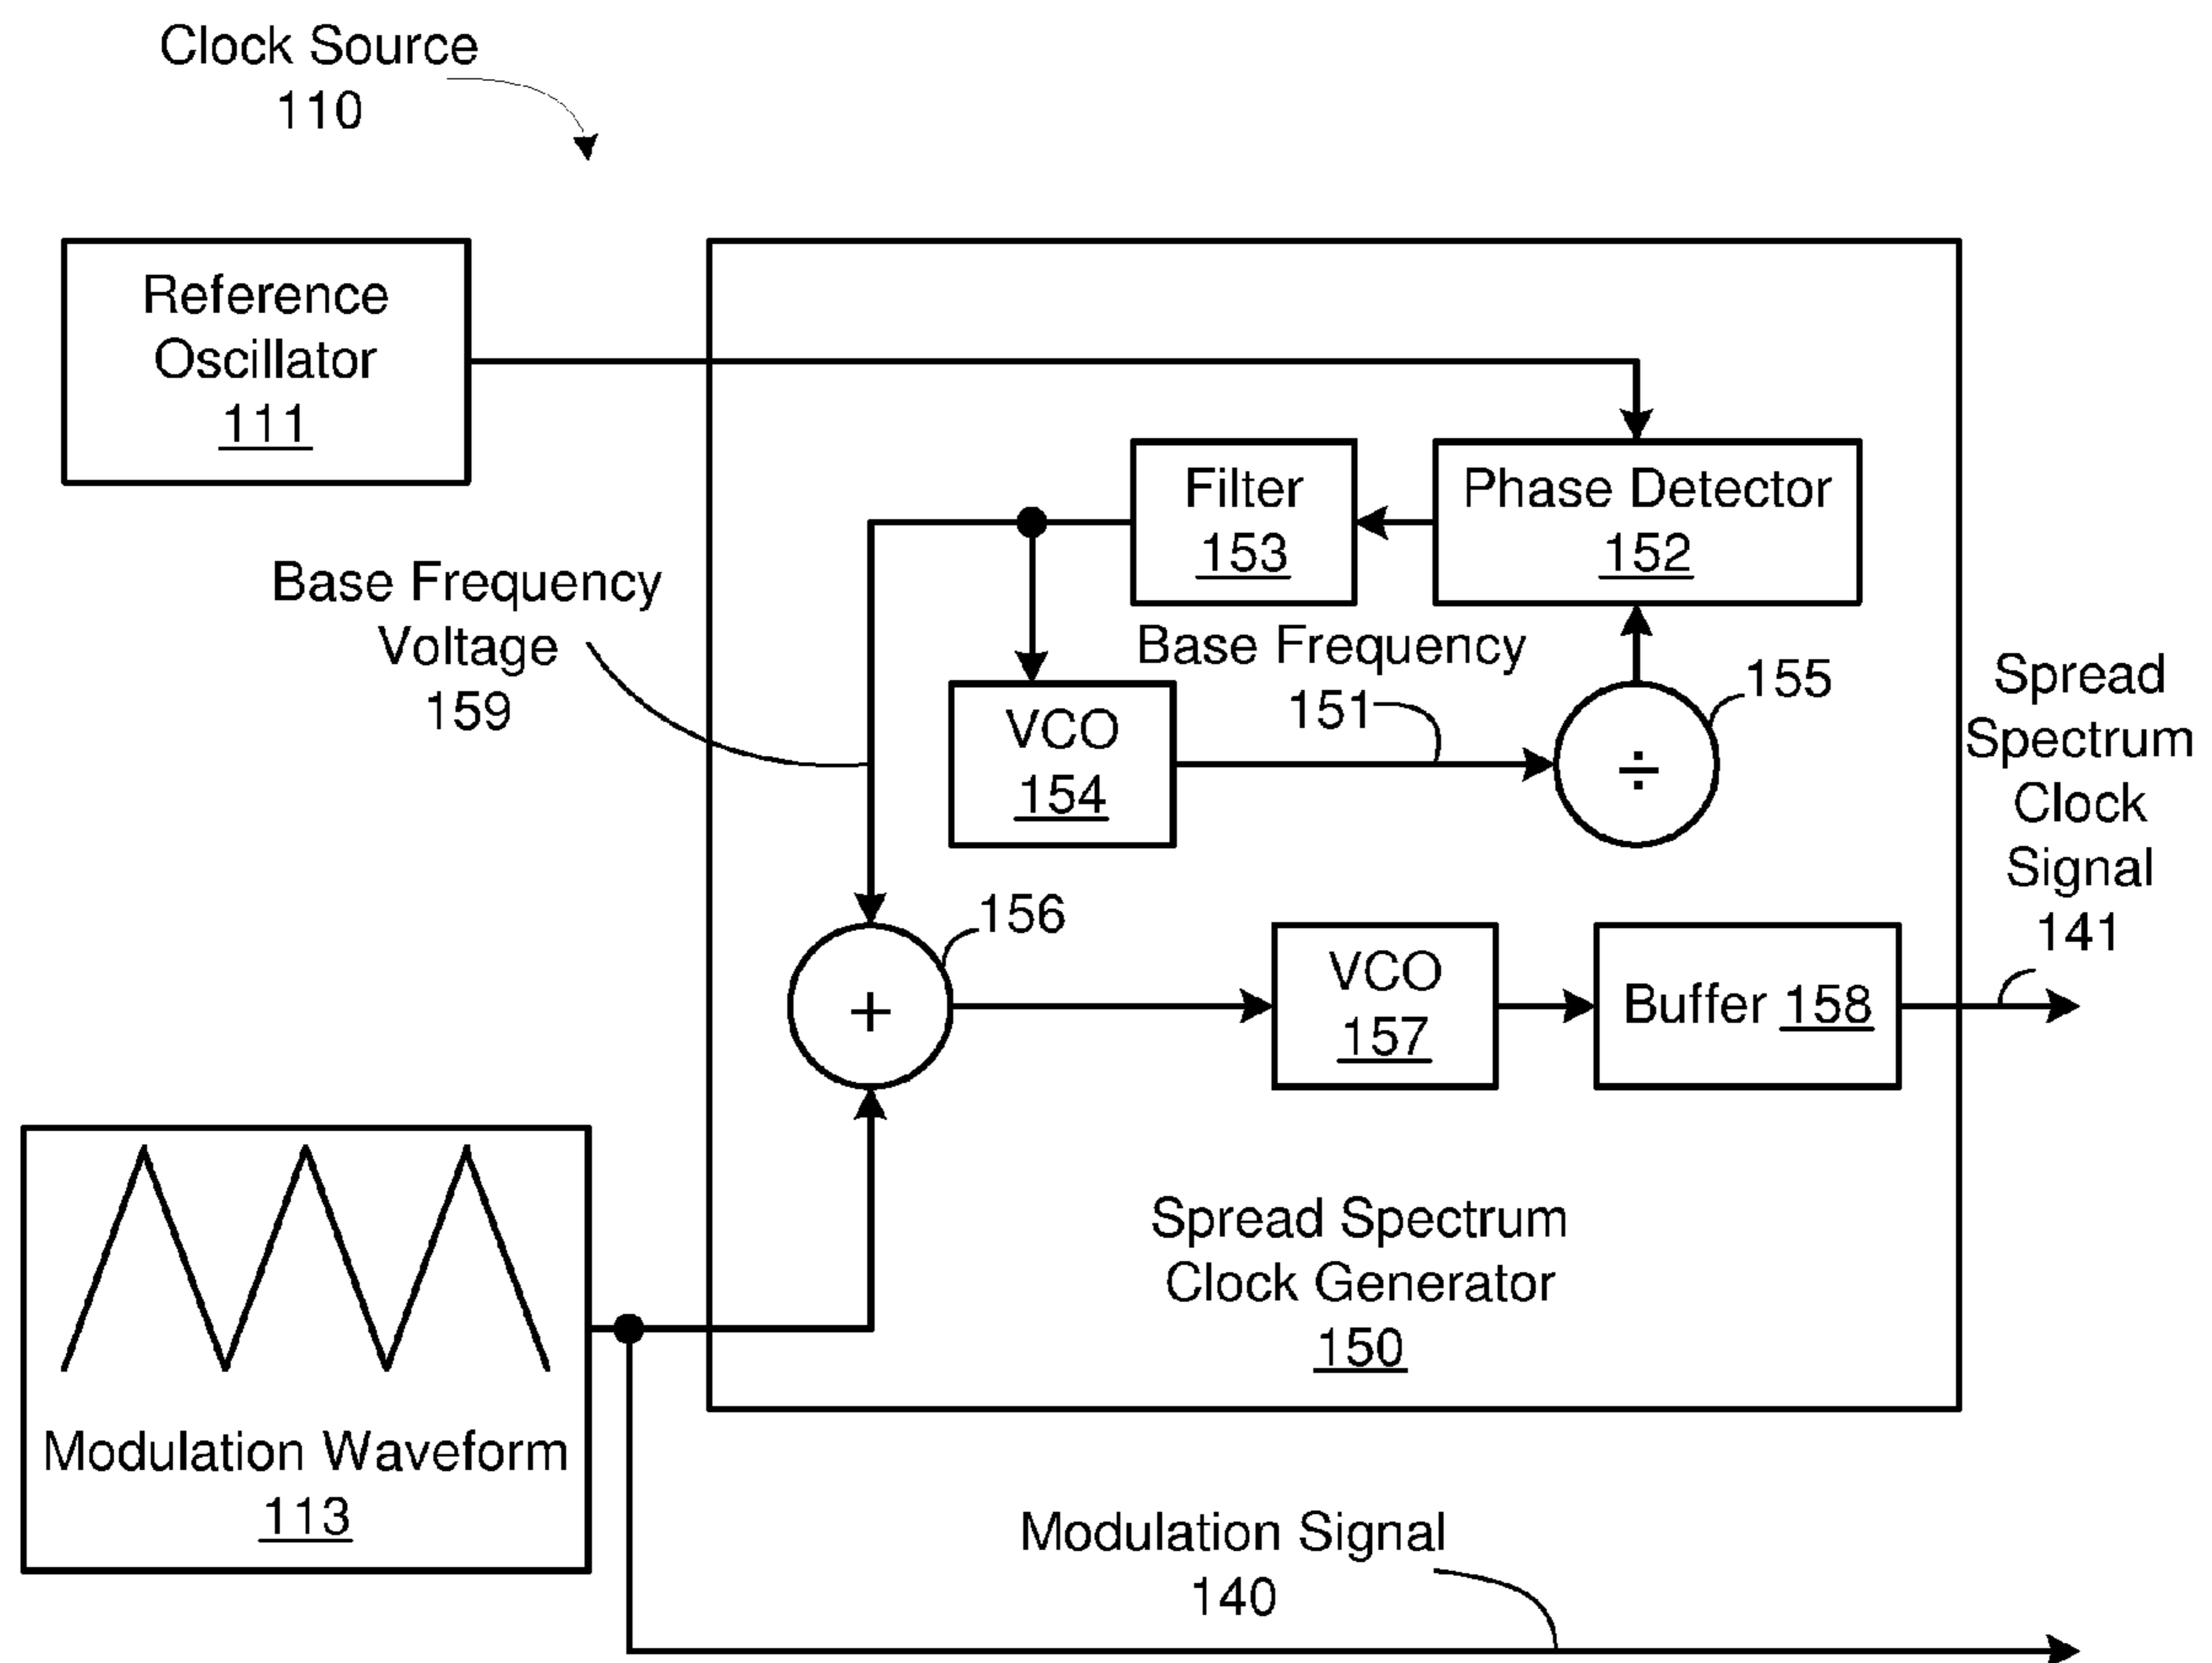 Clock Source
110
Reference
Oscillator
111
Filter
153
Phase Detector
152
Base Frequency
Voltage
159
Base Frequency
151
155
VCO
154
÷
Spread
Spectrum
Clock
Signal
141
156
+
VCO
157
Buffer 158
Spread Spectrum
Clock Generator
150
Modulation Waveform
113
Modulation Signal
140